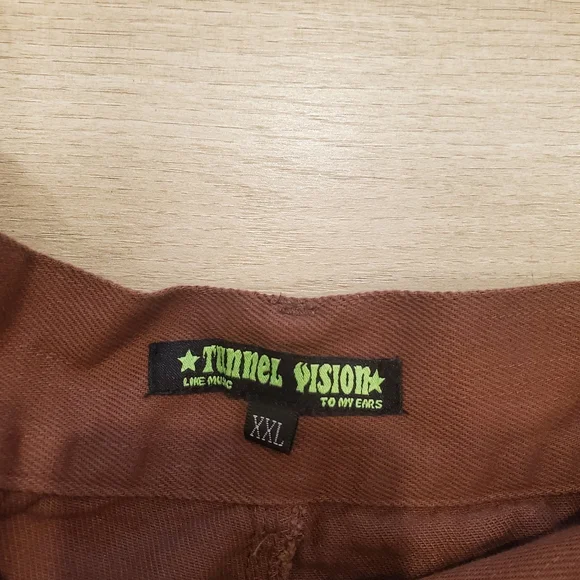 ★TUNNEL VISION★
LIKE MUSIC
TO MY EARS
XXL